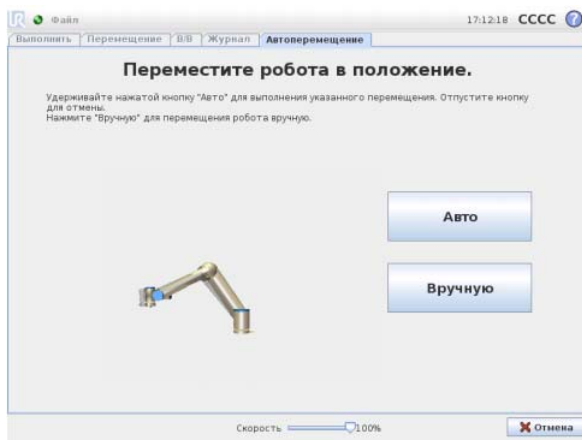 Файл 17:12:18 CCCC ?
Выполнить Перемещение В/В Журнал Автоперемещение
Переместите робота в положение.
Удерживайте нажатой кнопку "Авто" для выполнения указанного перемещения. Отпустите кнопку
для отмены.
Нажмите "Вручную" для перемещения робота вручную.
Авто
Вручную
Скорость 100% Отмена